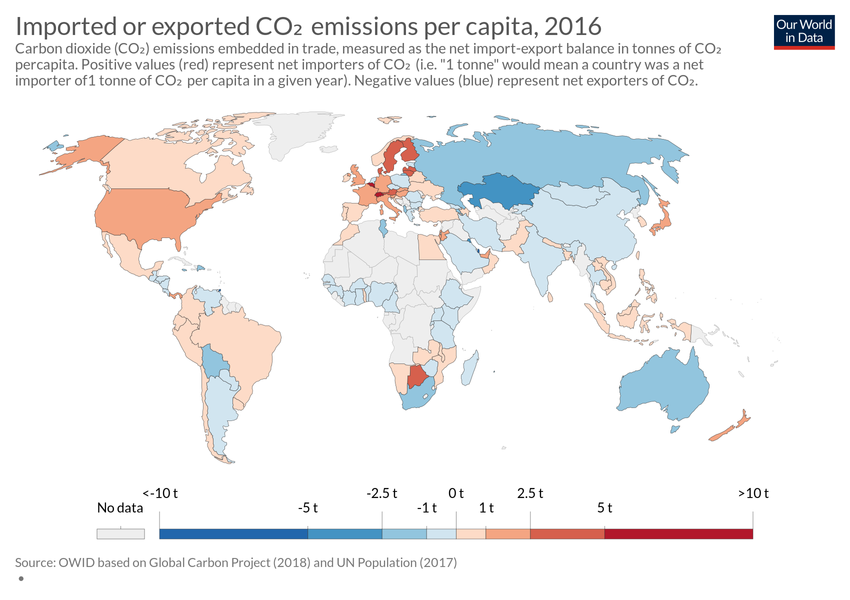 Imported or exported CO₂ emissions per capita, 2016
Our World
in Data
Carbon dioxide (CO₂) emissions embedded in trade, measured as the net import-export balance in tonnes of CO₂
percapita. Positive values (red) represent net importers of CO₂ (i.e. "1 tonne" would mean a country was a net
importer of1 tonne of CO₂ per capita in a given year). Negative values (blue) represent net exporters of CO₂.
<-10 t -2.5 t 0 t 2.5 t >10 t
No data -5 t -1 t 1 t 5 t
Source: OWID based on Global Carbon Project (2018) and UN Population (2017)